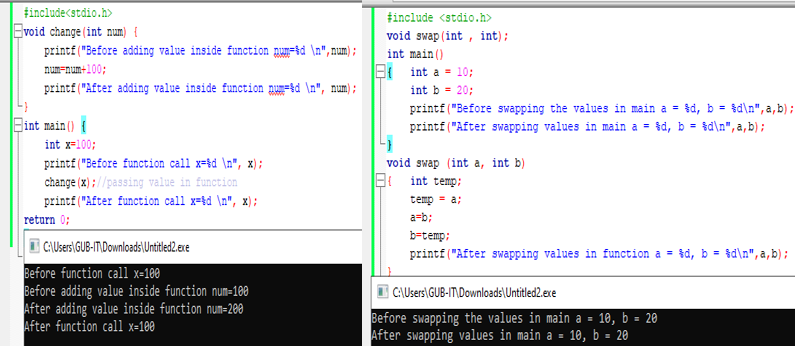 #include<stdio.h>
void change(int num) {
printf("Before adding value inside function num=%d \n",num);
num=num+100;
printf("After adding value inside function num=%d \n", num);
}
int main() {
int x=100;
printf("Before function call x=%d \n", x);
change(x);//passing value in function
printf("After function call x=%d \n", x);
return 0;
C:\Users\GUB-IT\Downloads\Untitled2.exe
Before function call x=100
Before adding value inside function num=100
After adding value inside function num=200
After function call x=100
#include <stdio.h>
void swap(int , int);
int main()
{ int a = 10;
int b = 20;
printf("Before swapping the values in main a = %d, b = %d\n",a,b);
printf("After swapping values in main a = %d, b = %d\n",a,b);
}
void swap (int a, int b)
{ int temp;
temp = a;
a=b;
b=temp;
printf("After swapping values in function a = %d, b = %d\n",a,b);
}
C:\Users\GUB-IT\Downloads\Untitled2.exe
Before swapping the values in main a = 10, b = 20
After swapping values in main a = 10, b = 20